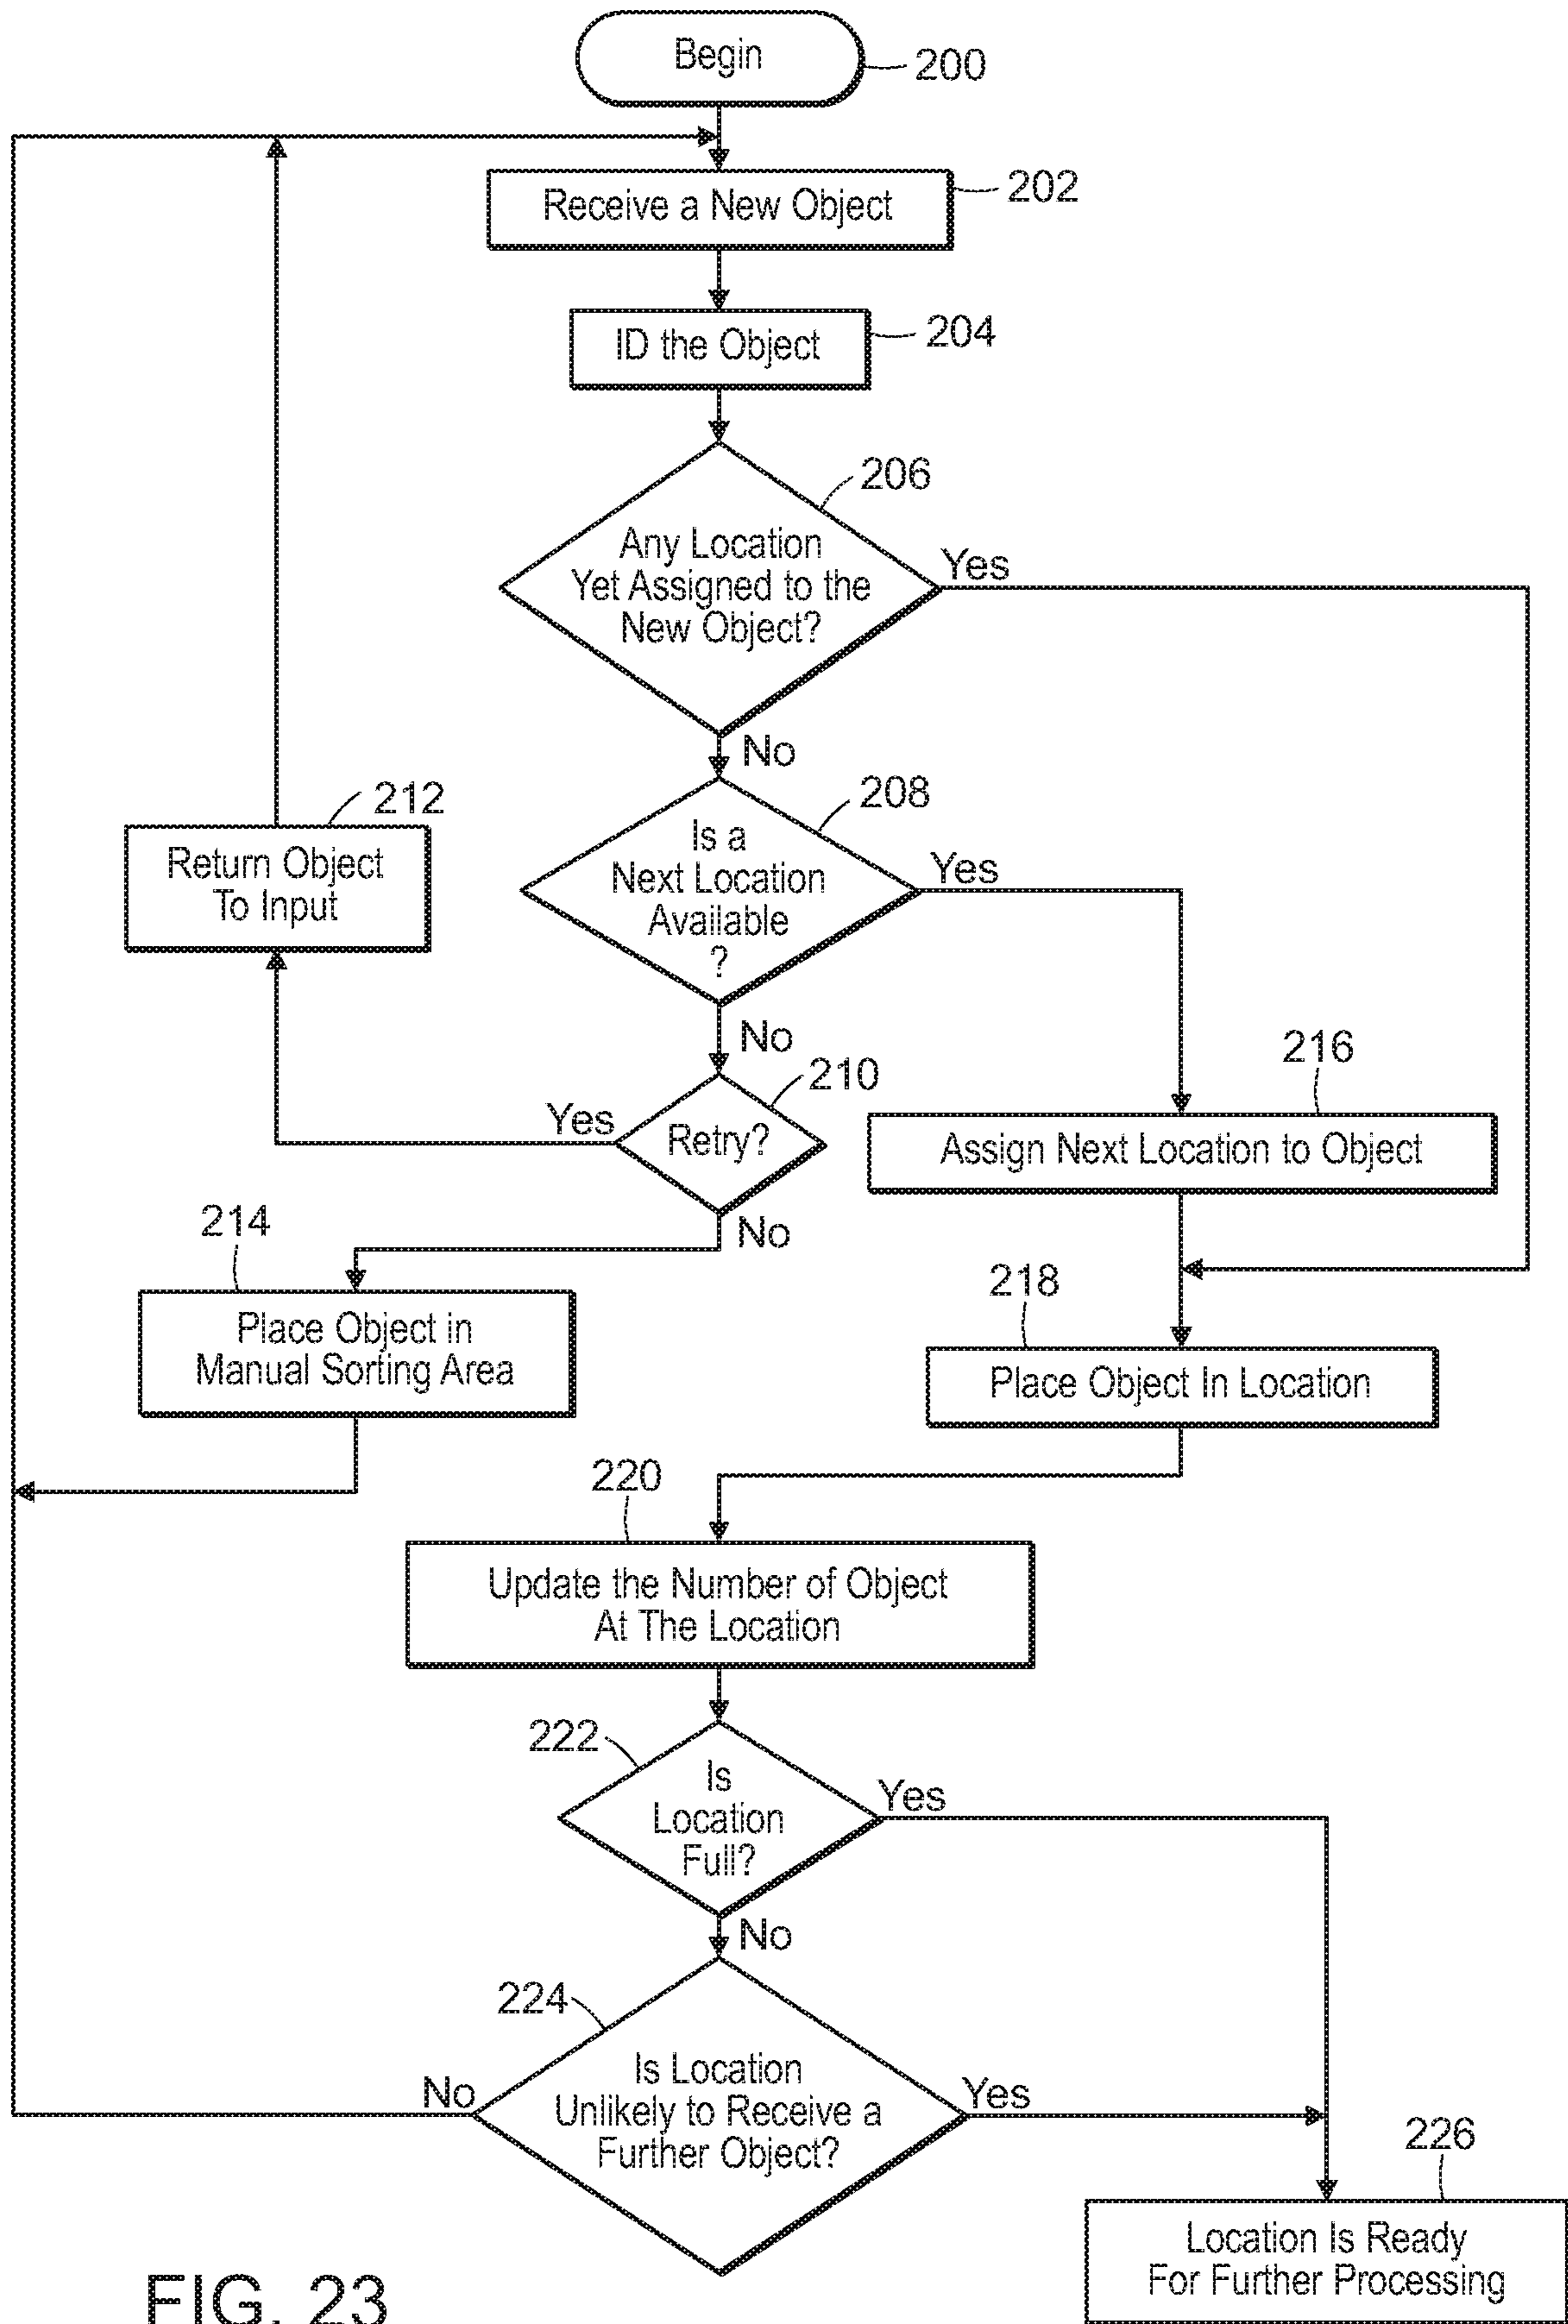 Begin
200
Receive a New Object
202
ID the Object
204
206
Any Location
Yet Assigned to the
New Object?
Yes
No
208
Is a
Next Location
Available
?
Yes
212
Return Object
To Input
No
210
Retry?
Yes
No
216
Assign Next Location to Object
214
Place Object in
Manual Sorting Area
218
Place Object In Location
220
Update the Number of Object
At The Location
222
Is
Location
Full?
Yes
No
224
Is Location
Unlikely to Receive a
Further Object?
No
Yes
226
Location Is Ready
For Further Processing
FIG. 23